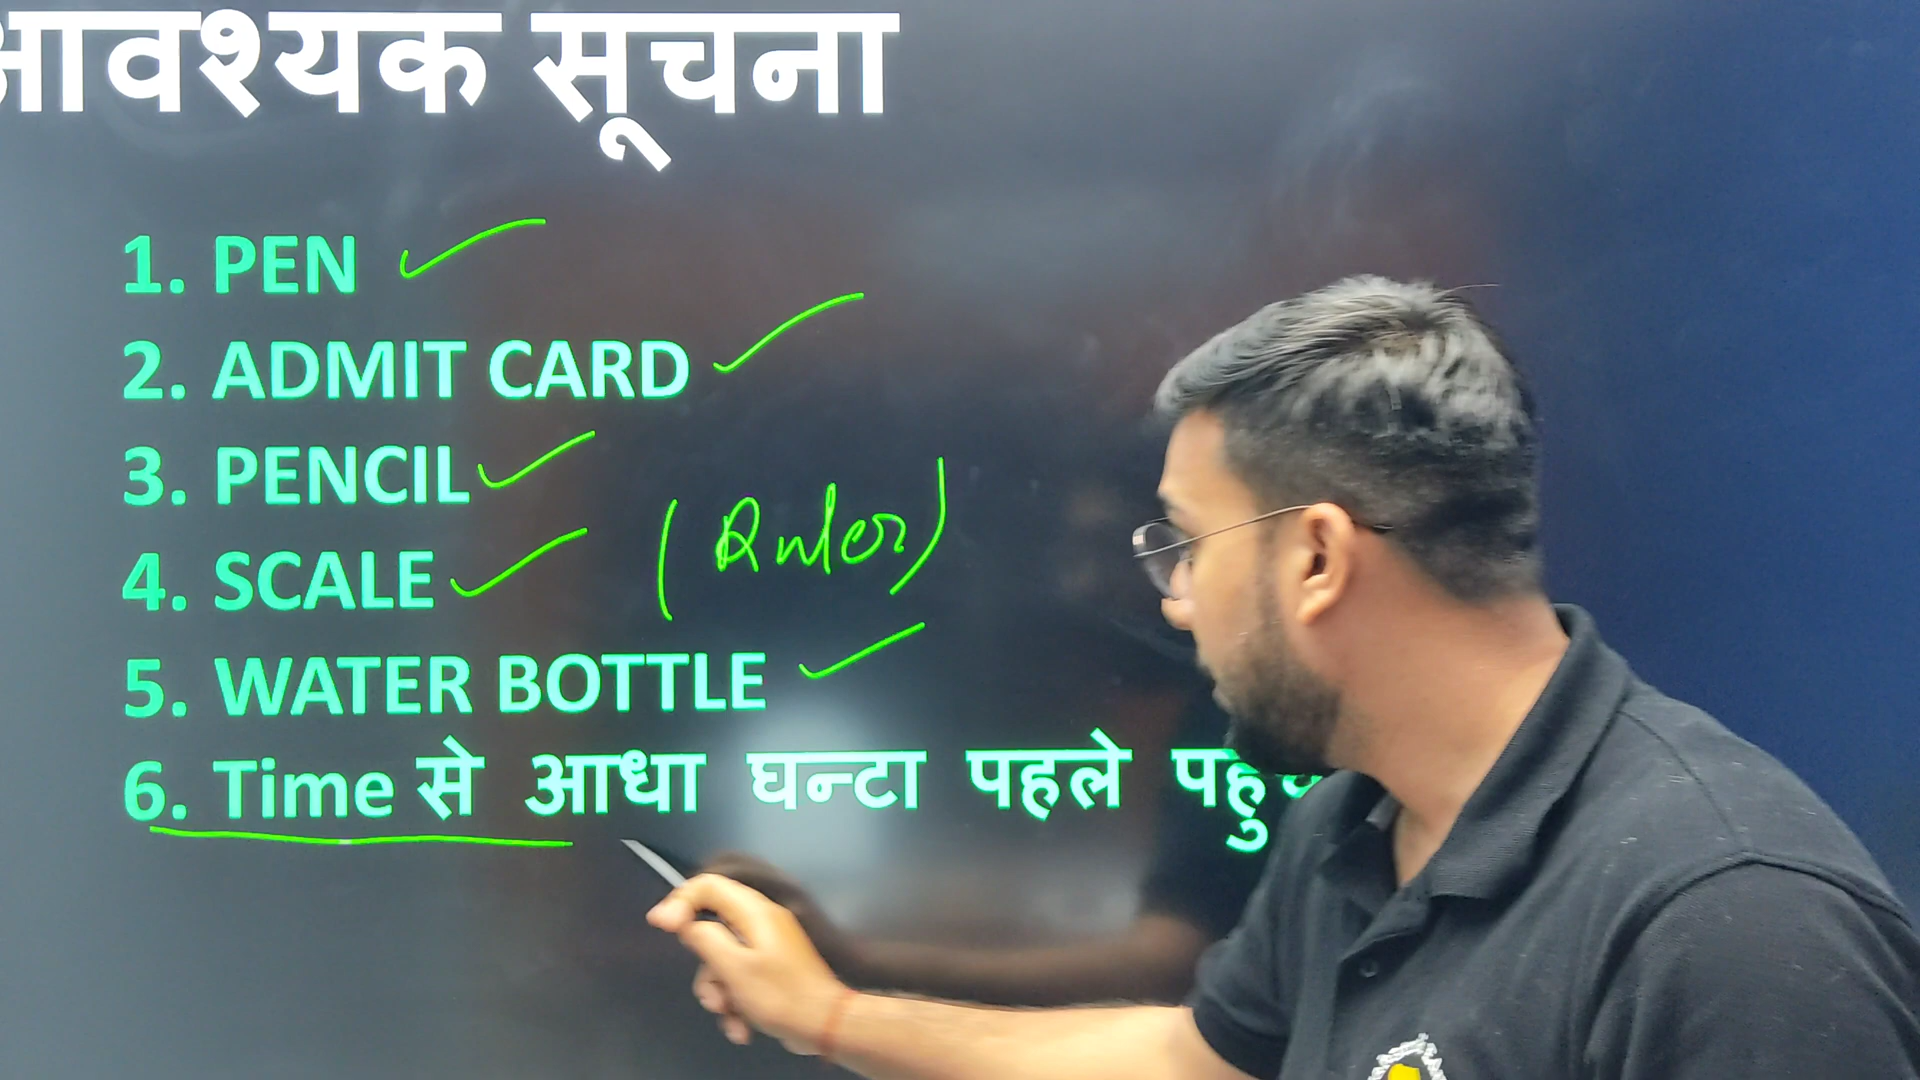 आवश्यक सूचना
1. PEN
2. ADMIT CARD
3. PENCIL
4. SCALE (Ruler)
5. WATER BOTTLE
6. Time से आधा घन्टा पहले